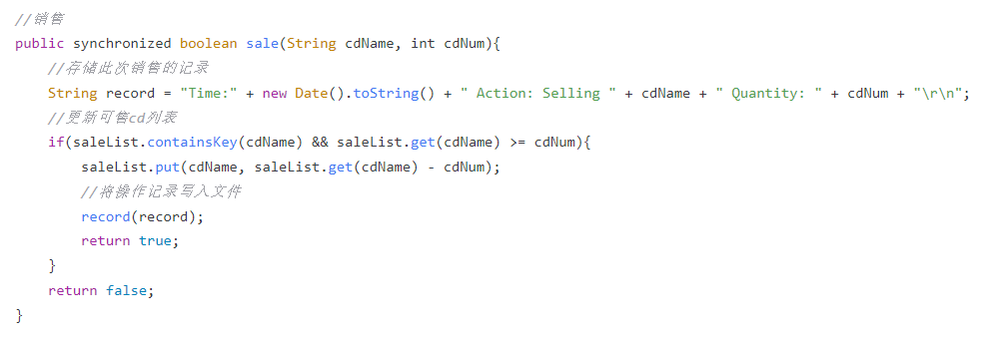 //销售
public synchronized boolean sale(String cdName, int cdNum){
    //存储此次销售的记录
    String record = "Time:" + new Date().toString() + " Action: Selling " + cdName + " Quantity: " + cdNum + "\r\n";
    //更新可售cd列表
    if(saleList.containsKey(cdName) && saleList.get(cdName) >= cdNum){
        saleList.put(cdName, saleList.get(cdName) - cdNum);
        //将操作记录写入文件
        record(record);
        return true;
    }
    return false;
}